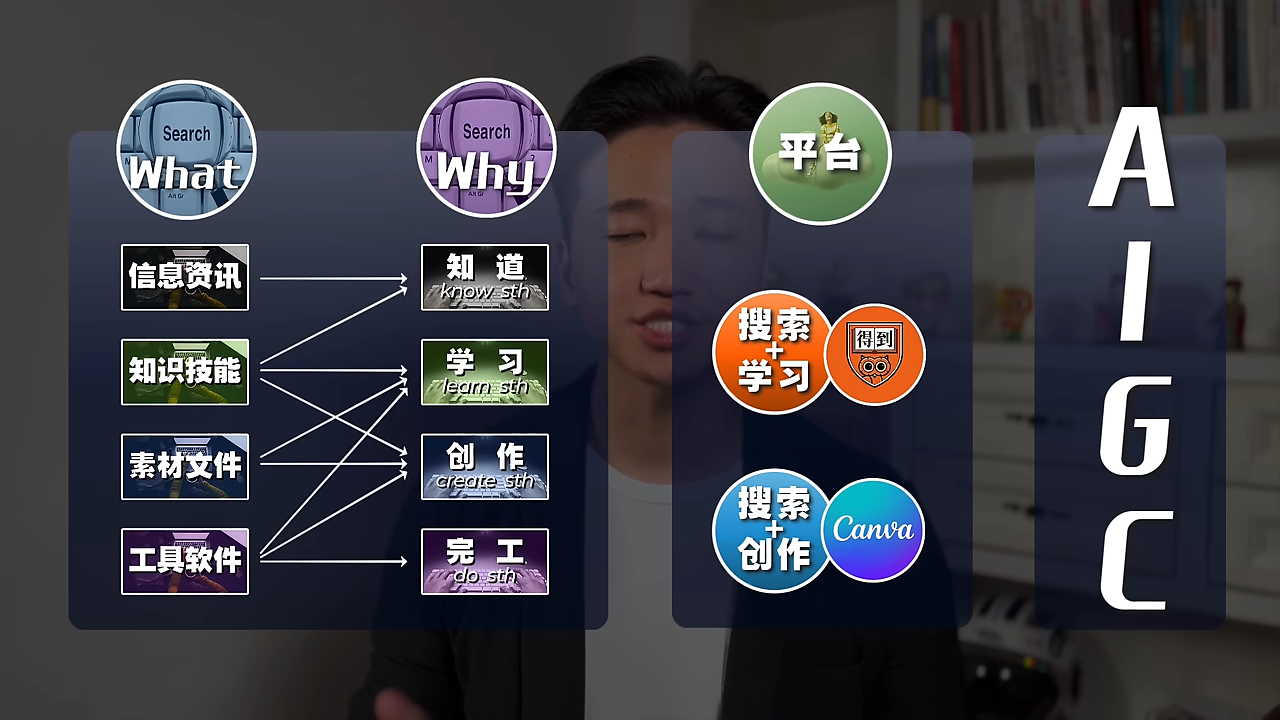 Search
What
Alt Gr
Search
Why
M
平台
信息资讯
知道
know sth
知识技能
学习
learn sth
素材文件
创作
create sth
工具软件
完工
do sth
搜索
+
学习
得到
搜索
+
创作
Canva
A
I
G
C